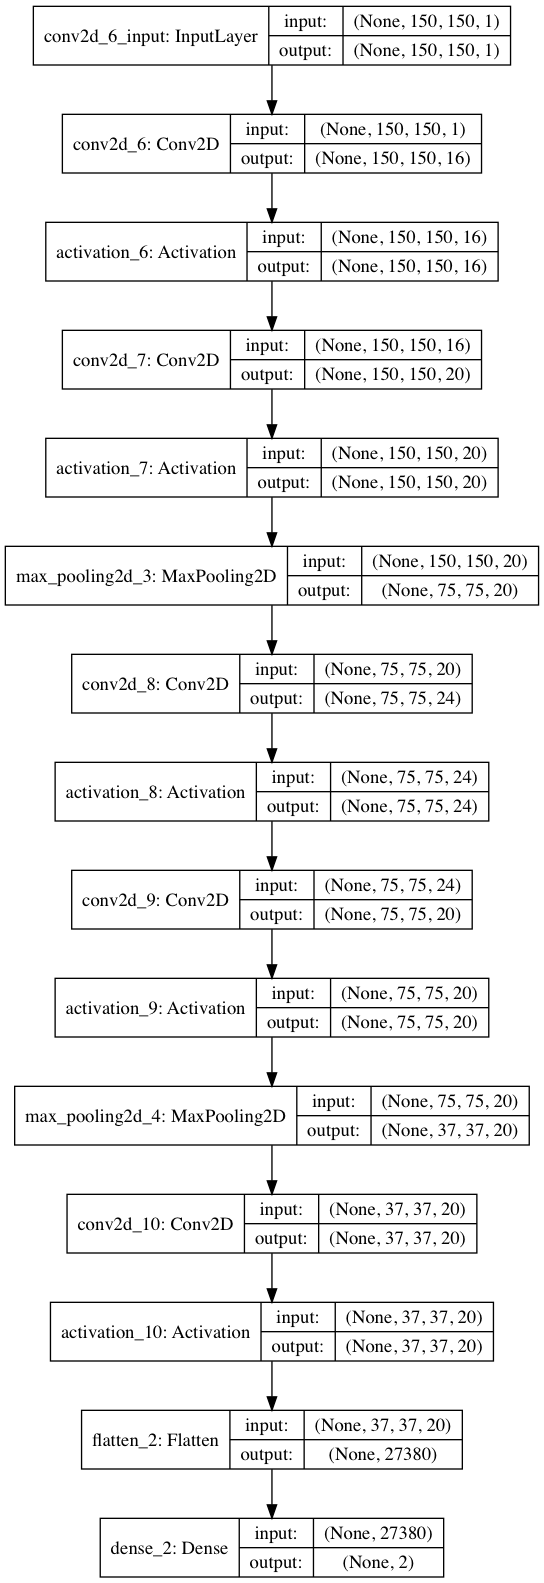 conv2d_6_input: InputLayer
input: (None, 150, 150, 1)
output: (None, 150, 150, 1)
conv2d_6: Conv2D
input: (None, 150, 150, 1)
output: (None, 150, 150, 16)
activation_6: Activation
input: (None, 150, 150, 16)
output: (None, 150, 150, 16)
conv2d_7: Conv2D
input: (None, 150, 150, 16)
output: (None, 150, 150, 20)
activation_7: Activation
input: (None, 150, 150, 20)
output: (None, 150, 150, 20)
max_pooling2d_3: MaxPooling2D
input: (None, 150, 150, 20)
output: (None, 75, 75, 20)
conv2d_8: Conv2D
input: (None, 75, 75, 20)
output: (None, 75, 75, 24)
activation_8: Activation
input: (None, 75, 75, 24)
output: (None, 75, 75, 24)
conv2d_9: Conv2D
input: (None, 75, 75, 24)
output: (None, 75, 75, 20)
activation_9: Activation
input: (None, 75, 75, 20)
output: (None, 75, 75, 20)
max_pooling2d_4: MaxPooling2D
input: (None, 75, 75, 20)
output: (None, 37, 37, 20)
conv2d_10: Conv2D
input: (None, 37, 37, 20)
output: (None, 37, 37, 20)
activation_10: Activation
input: (None, 37, 37, 20)
output: (None, 37, 37, 20)
flatten_2: Flatten
input: (None, 37, 37, 20)
output: (None, 27380)
dense_2: Dense
input: (None, 27380)
output: (None, 2)